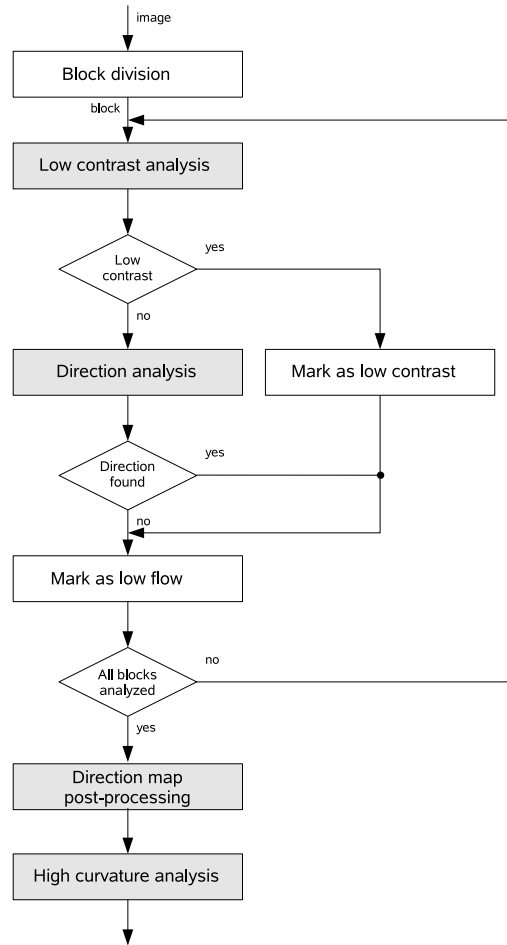 image
Block division
block
Low contrast analysis
Low
contrast
yes
no
Direction analysis
Mark as low contrast
Direction
found
yes
no
Mark as low flow
All blocks
analyzed
no
yes
Direction map
post-processing
High curvature analysis